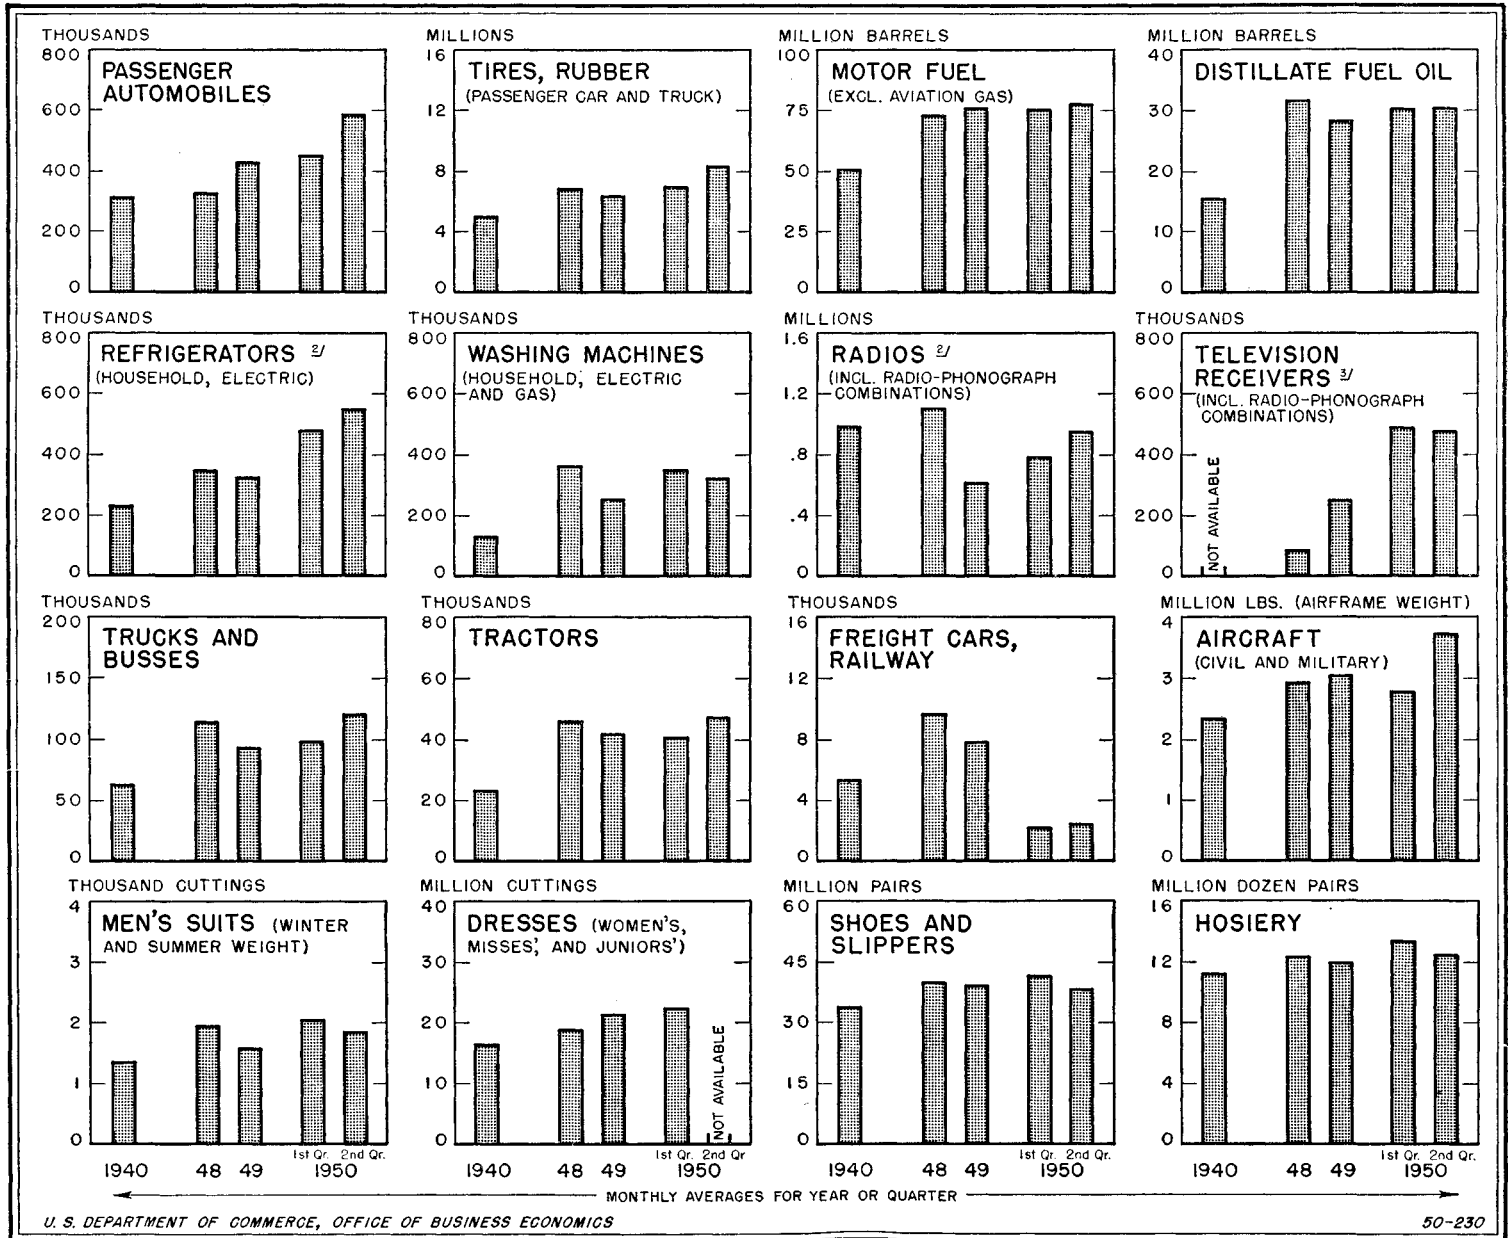 THOUSANDS
800
600
400
200
0
PASSENGER
AUTOMOBILES
MILLIONS
16
12
8
4
0
TIRES, RUBBER
(PASSENGER CAR AND TRUCK)
MILLION BARRELS
100
75
50
25
0
MOTOR FUEL
(EXCL. AVIATION GAS)
MILLION BARRELS
40
30
20
10
0
DISTILLATE FUEL OIL
THOUSANDS
800
600
400
200
0
REFRIGERATORS 2/
(HOUSEHOLD, ELECTRIC)
THOUSANDS
800
600
400
200
0
WASHING MACHINES
(HOUSEHOLD, ELECTRIC
AND GAS)
MILLIONS
1.6
1.2
.8
.4
0
RADIOS 2/
(INCL. RADIO-PHONOGRAPH
COMBINATIONS)
THOUSANDS
800
600
400
200
0
TELEVISION
RECEIVERS 3/
(INCL. RADIO-PHONOGRAPH
COMBINATIONS)
NOT AVAILABLE
THOUSANDS
200
150
100
50
0
TRUCKS AND
BUSSES
THOUSANDS
80
60
40
20
0
TRACTORS
THOUSANDS
16
12
8
4
0
FREIGHT CARS,
RAILWAY
MILLION LBS. (AIRFRAME WEIGHT)
4
3
2
1
0
AIRCRAFT
(CIVIL AND MILITARY)
THOUSAND CUTTINGS
4
3
2
1
0
MEN'S SUITS (WINTER
AND SUMMER WEIGHT)
1940 48 49 1st Qr. 2nd Qr.
1950
MILLION CUTTINGS
40
30
20
10
0
DRESSES (WOMEN'S,
MISSES', AND JUNIORS')
NOT AVAILABLE
1940 48 49 1st Qr. 2nd Qr
1950
MILLION PAIRS
60
45
30
15
0
SHOES AND
SLIPPERS
1940 48 49 1st Qr. 2nd Qr.
1950
MILLION DOZEN PAIRS
16
12
8
4
0
HOSIERY
1940 48 49 1st Qr. 2nd Qr.
1950
MONTHLY AVERAGES FOR YEAR OR QUARTER
U. S. DEPARTMENT OF COMMERCE, OFFICE OF BUSINESS ECONOMICS
50-230